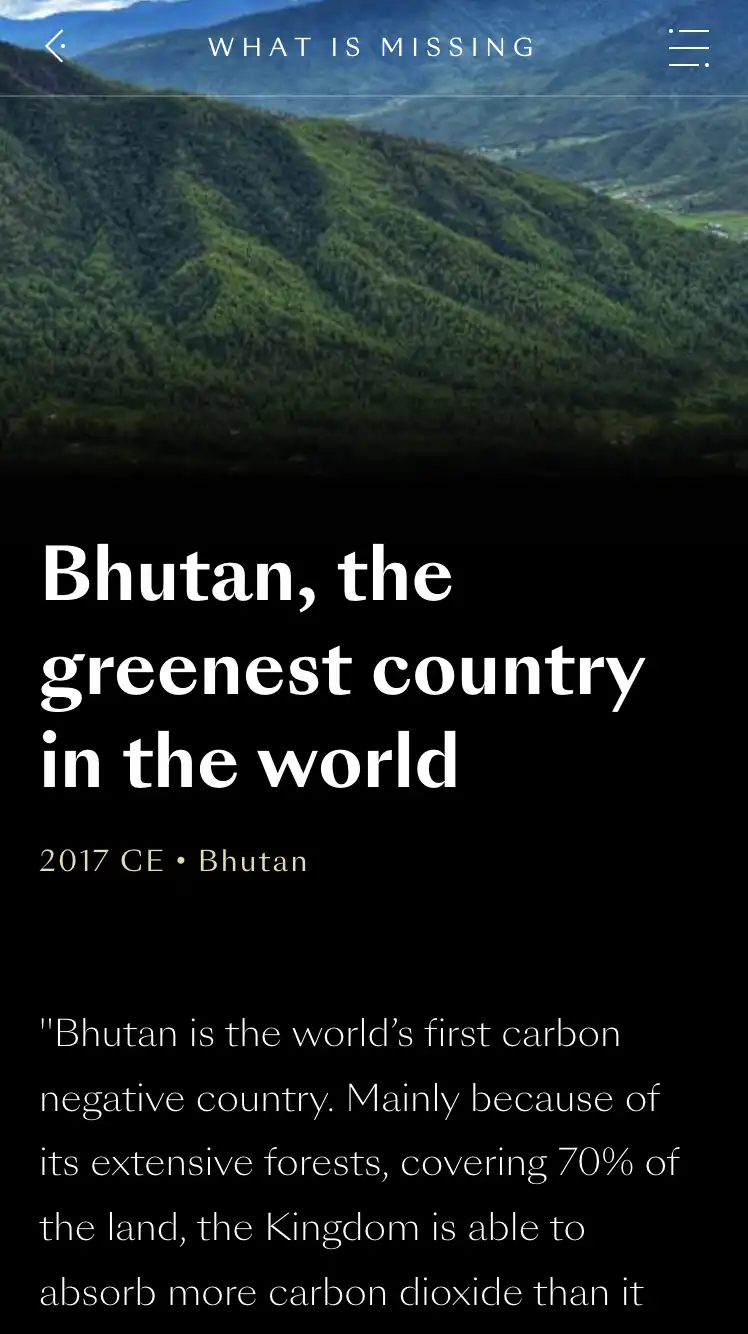 WHAT IS MISSING
Bhutan, the
greenest country
in the world
2017 CE • Bhutan
"Bhutan is the world’s first carbon
negative country. Mainly because of
its extensive forests, covering 70% of
the land, the Kingdom is able to
absorb more carbon dioxide than it